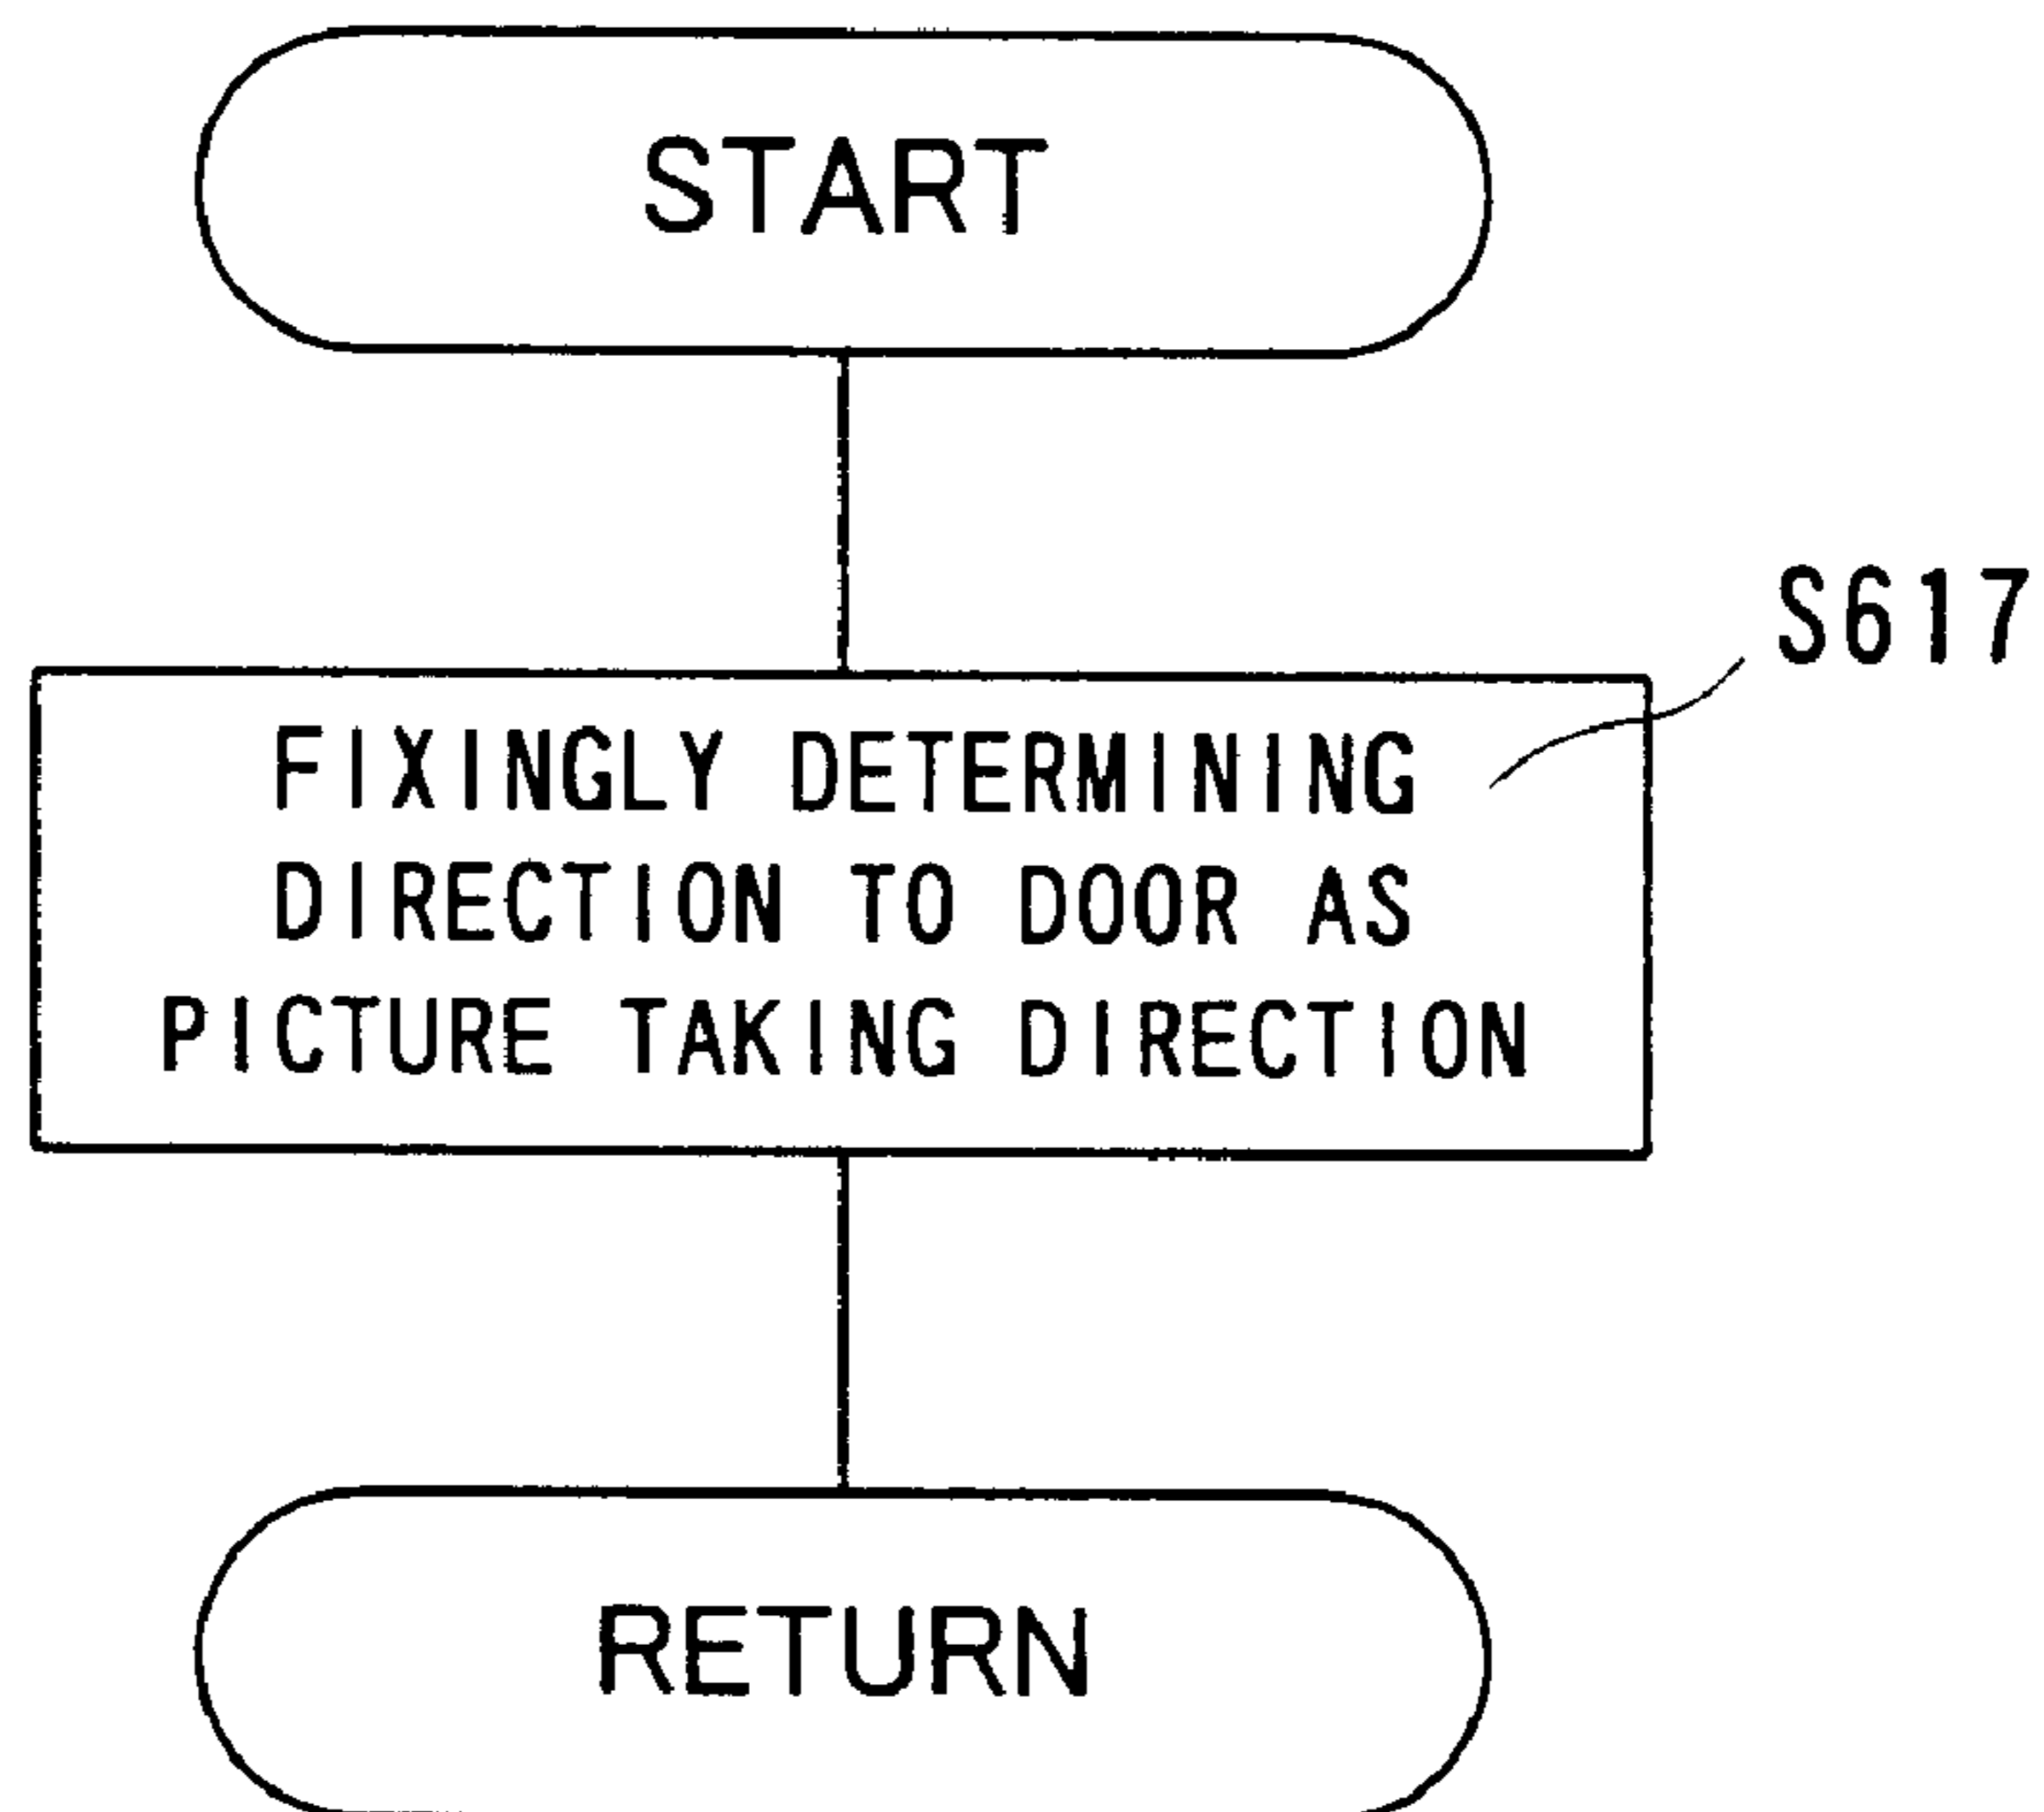 START
S617
FIXINGLY DETERMINING
DIRECTION TO DOOR AS
PICTURE TAKING DIRECTION
RETURN